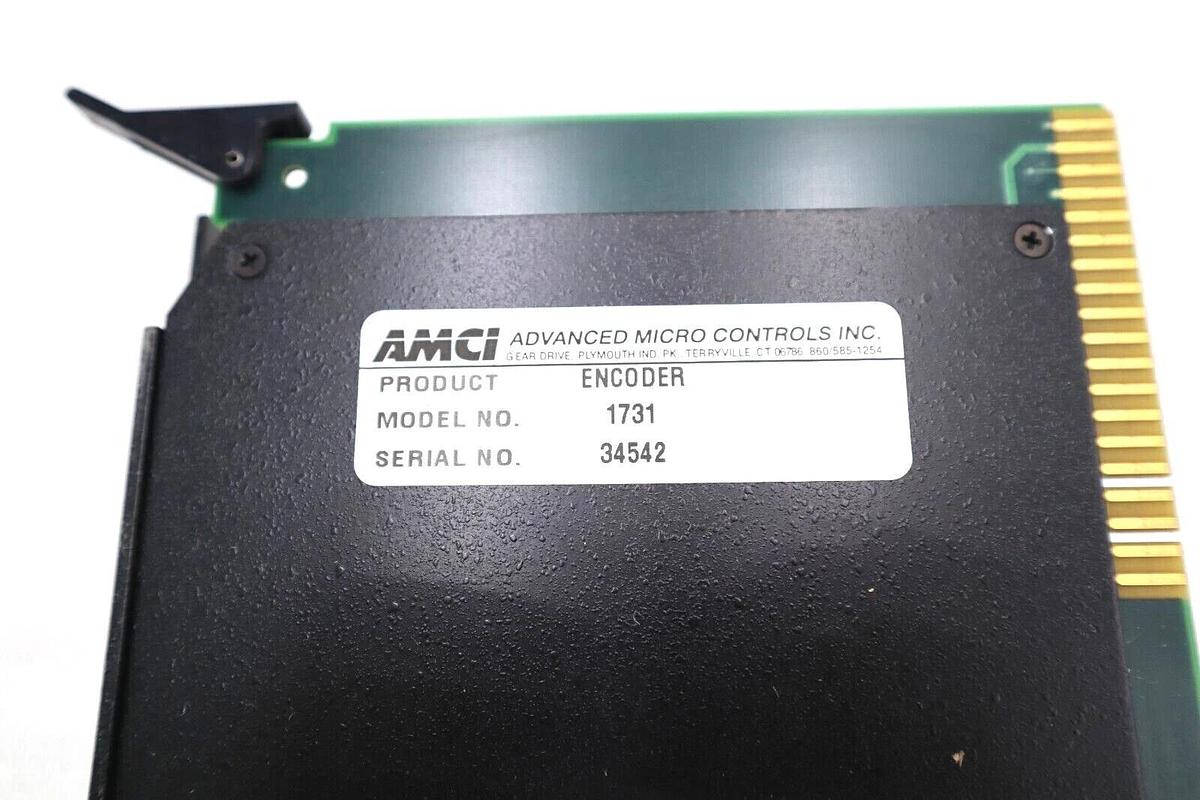 AMCI ADVANCED MICRO CONTROLS INC.
GEAR DRIVE, PLYMOUTH IND. PK., TERRYVILLE, CT 06786 860/585-1254
PRODUCT ENCODER
MODEL NO. 1731
SERIAL NO. 34542